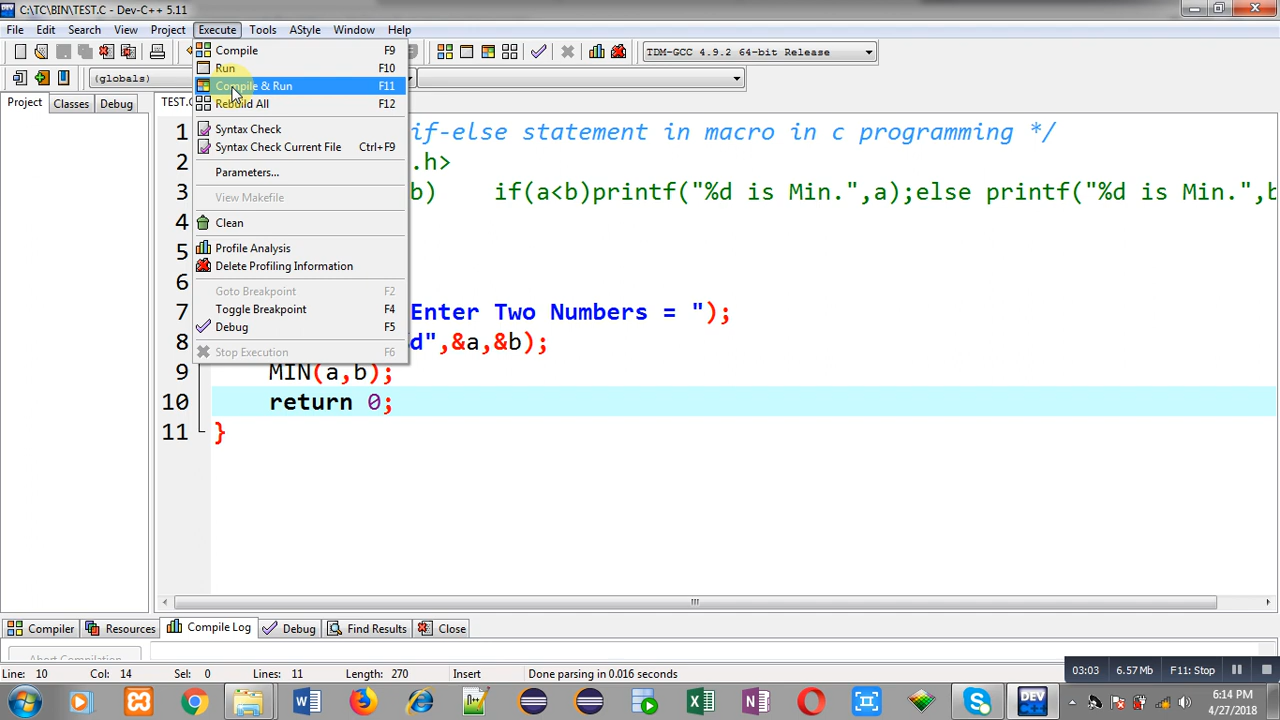 C:\TC\BIN\TEST.C - Dev-C++ 5.11
File Edit Search View Project Execute Tools AStyle Window Help
Compile F9
Run F10
Compile & Run F11
Rebuild All F12
Syntax Check
Syntax Check Current File Ctrl+F9
Parameters...
View Makefile
Clean
Profile Analysis
Delete Profiling Information
Goto Breakpoint F2
Toggle Breakpoint F4
Debug F5
Stop Execution F6
TDM-GCC 4.9.2 64-bit Release
(globals)
Project Classes Debug
TEST.C
1 if-else statement in macro in c programming */
2 .h>
3 b) if(a<b)printf("%d is Min.",a);else printf("%d is Min.",b
4
5
6
7 Enter Two Numbers = ");
8 d",&a,&b);
9 MIN(a,b);
10 return 0;
11 }
Compiler Resources Compile Log Debug Find Results Close
Abort Compilation
Line: 10 Col: 14 Sel: 0 Lines: 11 Length: 270 Insert Done parsing in 0.016 seconds
03:03 6.57 Mb F11: Stop
DEV
6:14 PM
4/27/2018